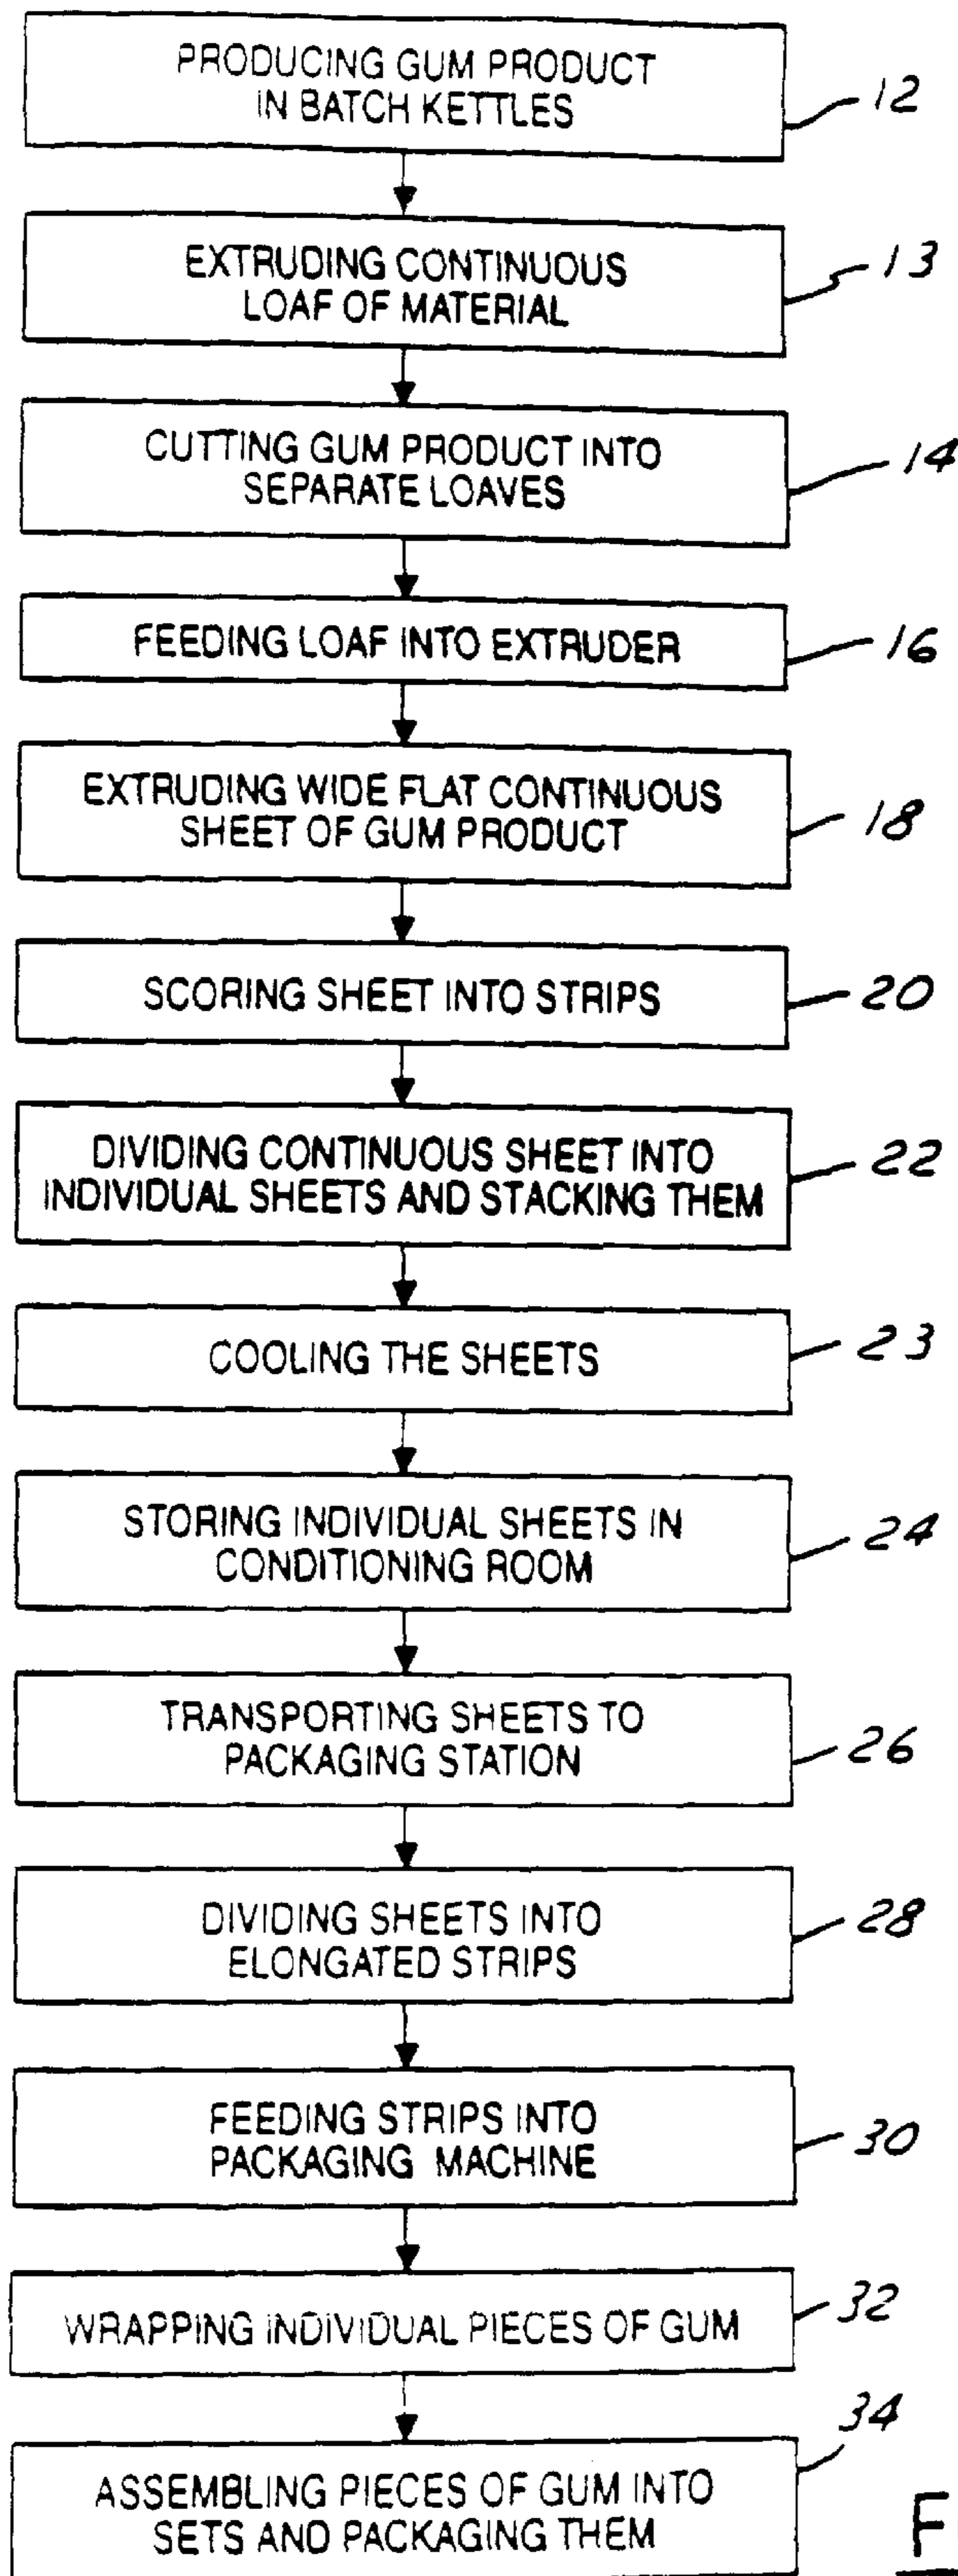 PRODUCING GUM PRODUCT
IN BATCH KETTLES
12
EXTRUDING CONTINUOUS
LOAF OF MATERIAL
13
CUTTING GUM PRODUCT INTO
SEPARATE LOAVES
14
FEEDING LOAF INTO EXTRUDER
16
EXTRUDING WIDE FLAT CONTINUOUS
SHEET OF GUM PRODUCT
18
SCORING SHEET INTO STRIPS
20
DIVIDING CONTINUOUS SHEET INTO
INDIVIDUAL SHEETS AND STACKING THEM
22
COOLING THE SHEETS
23
STORING INDIVIDUAL SHEETS IN
CONDITIONING ROOM
24
TRANSPORTING SHEETS TO
PACKAGING STATION
26
DIVIDING SHEETS INTO
ELONGATED STRIPS
28
FEEDING STRIPS INTO
PACKAGING MACHINE
30
WRAPPING INDIVIDUAL PIECES OF GUM
32
ASSEMBLING PIECES OF GUM INTO
SETS AND PACKAGING THEM
34